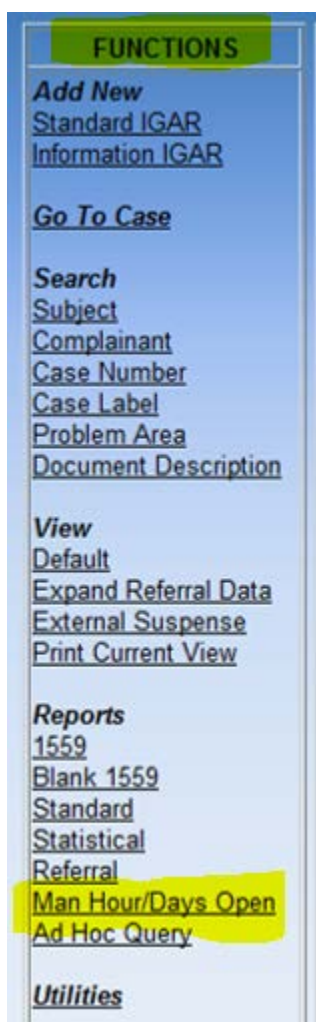 FUNCTIONS
Add New
Standard IGAR
Information IGAR
Go To Case
Search
Subject
Complainant
Case Number
Case Label
Problem Area
Document Description
View
Default
Expand Referral Data
External Suspense
Print Current View
Reports
1559
Blank 1559
Standard
Statistical
Referral
Man Hour/Days Open
Ad Hoc Query
Utilities